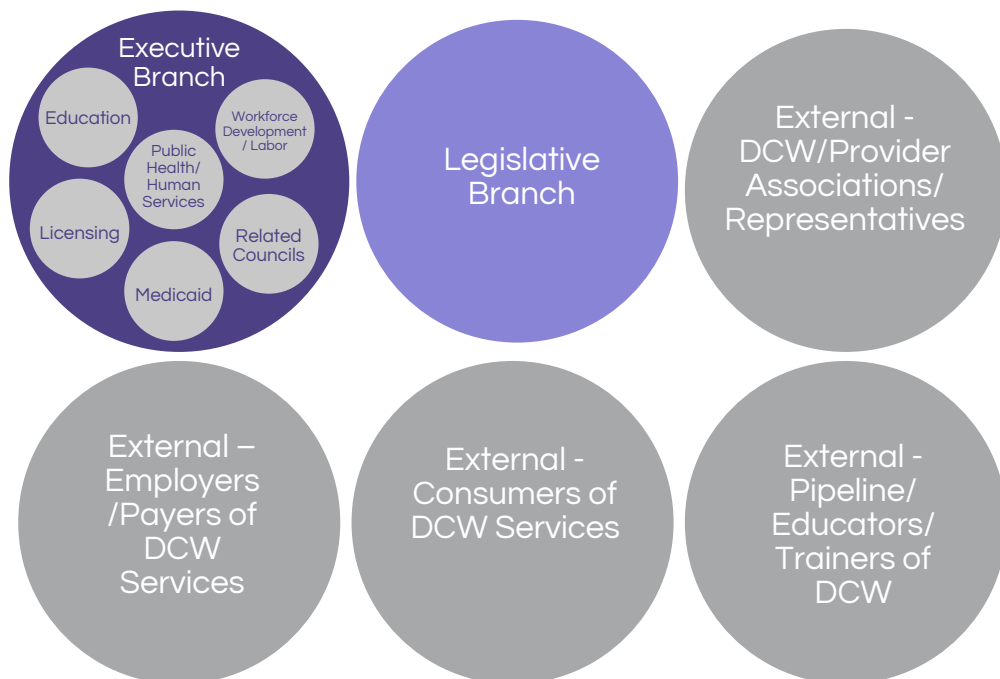 Executive
Branch
Education
Workforce
Development
/ Labor
Public
Health/
Human
Services
Licensing
Related
Councils
Medicaid
Legislative
Branch
External -
DCW/Provider
Associations/
Representatives
External –
Employers
/Payers of
DCW
Services
External -
Consumers of
DCW Services
External -
Pipeline/
Educators/
Trainers of
DCW